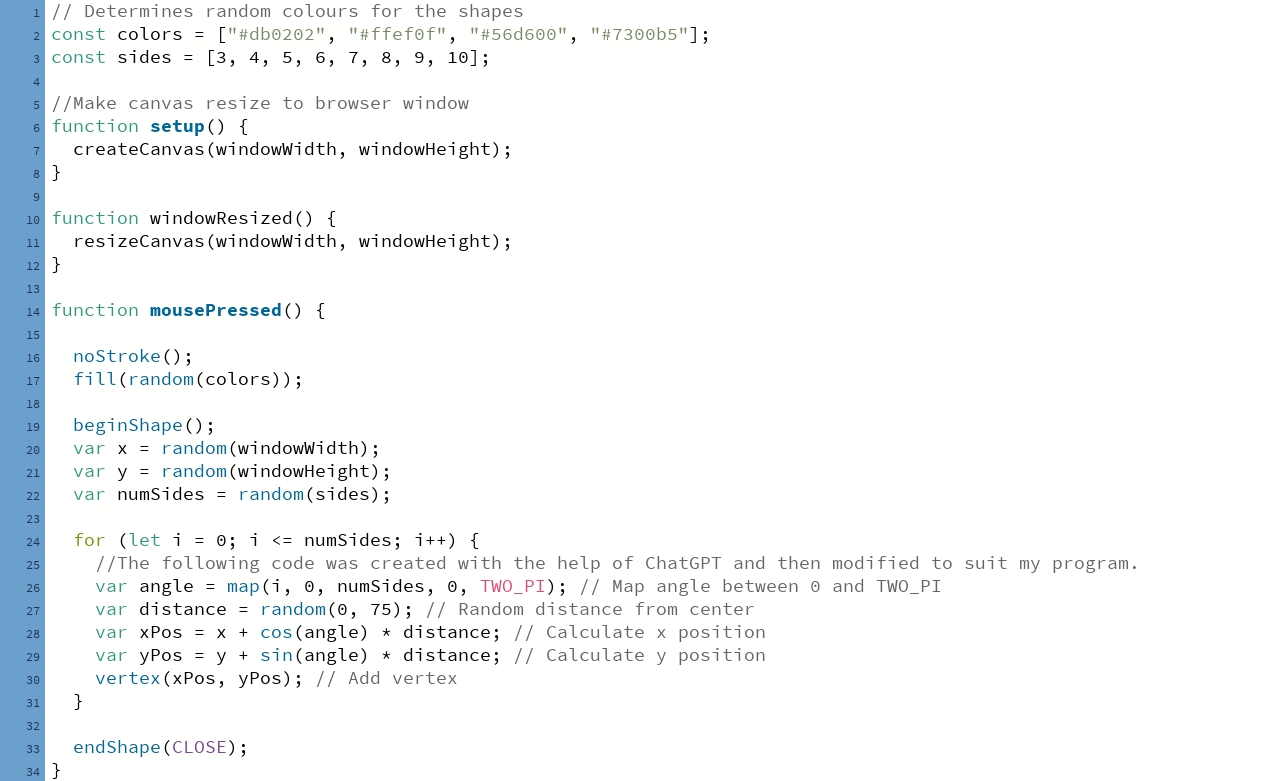 1 // Determines random colours for the shapes
2 const colors = ["#db0202", "#ffef0f", "#56d600", "#7300b5"];
3 const sides = [3, 4, 5, 6, 7, 8, 9, 10];
4
5 //Make canvas resize to browser window
6 function setup() {
7   createCanvas(windowWidth, windowHeight);
8 }
9
10 function windowResized() {
11   resizeCanvas(windowWidth, windowHeight);
12 }
13
14 function mousePressed() {
15
16   noStroke();
17   fill(random(colors));
18
19   beginShape();
20   var x = random(windowWidth);
21   var y = random(windowHeight);
22   var numSides = random(sides);
23
24   for (let i = 0; i <= numSides; i++) {
25     //The following code was created with the help of ChatGPT and then modified to suit my program.
26     var angle = map(i, 0, numSides, 0, TWO_PI); // Map angle between 0 and TWO_PI
27     var distance = random(0, 75); // Random distance from center
28     var xPos = x + cos(angle) * distance; // Calculate x position
29     var yPos = y + sin(angle) * distance; // Calculate y position
30     vertex(xPos, yPos); // Add vertex
31   }
32
33   endShape(CLOSE);
34 }